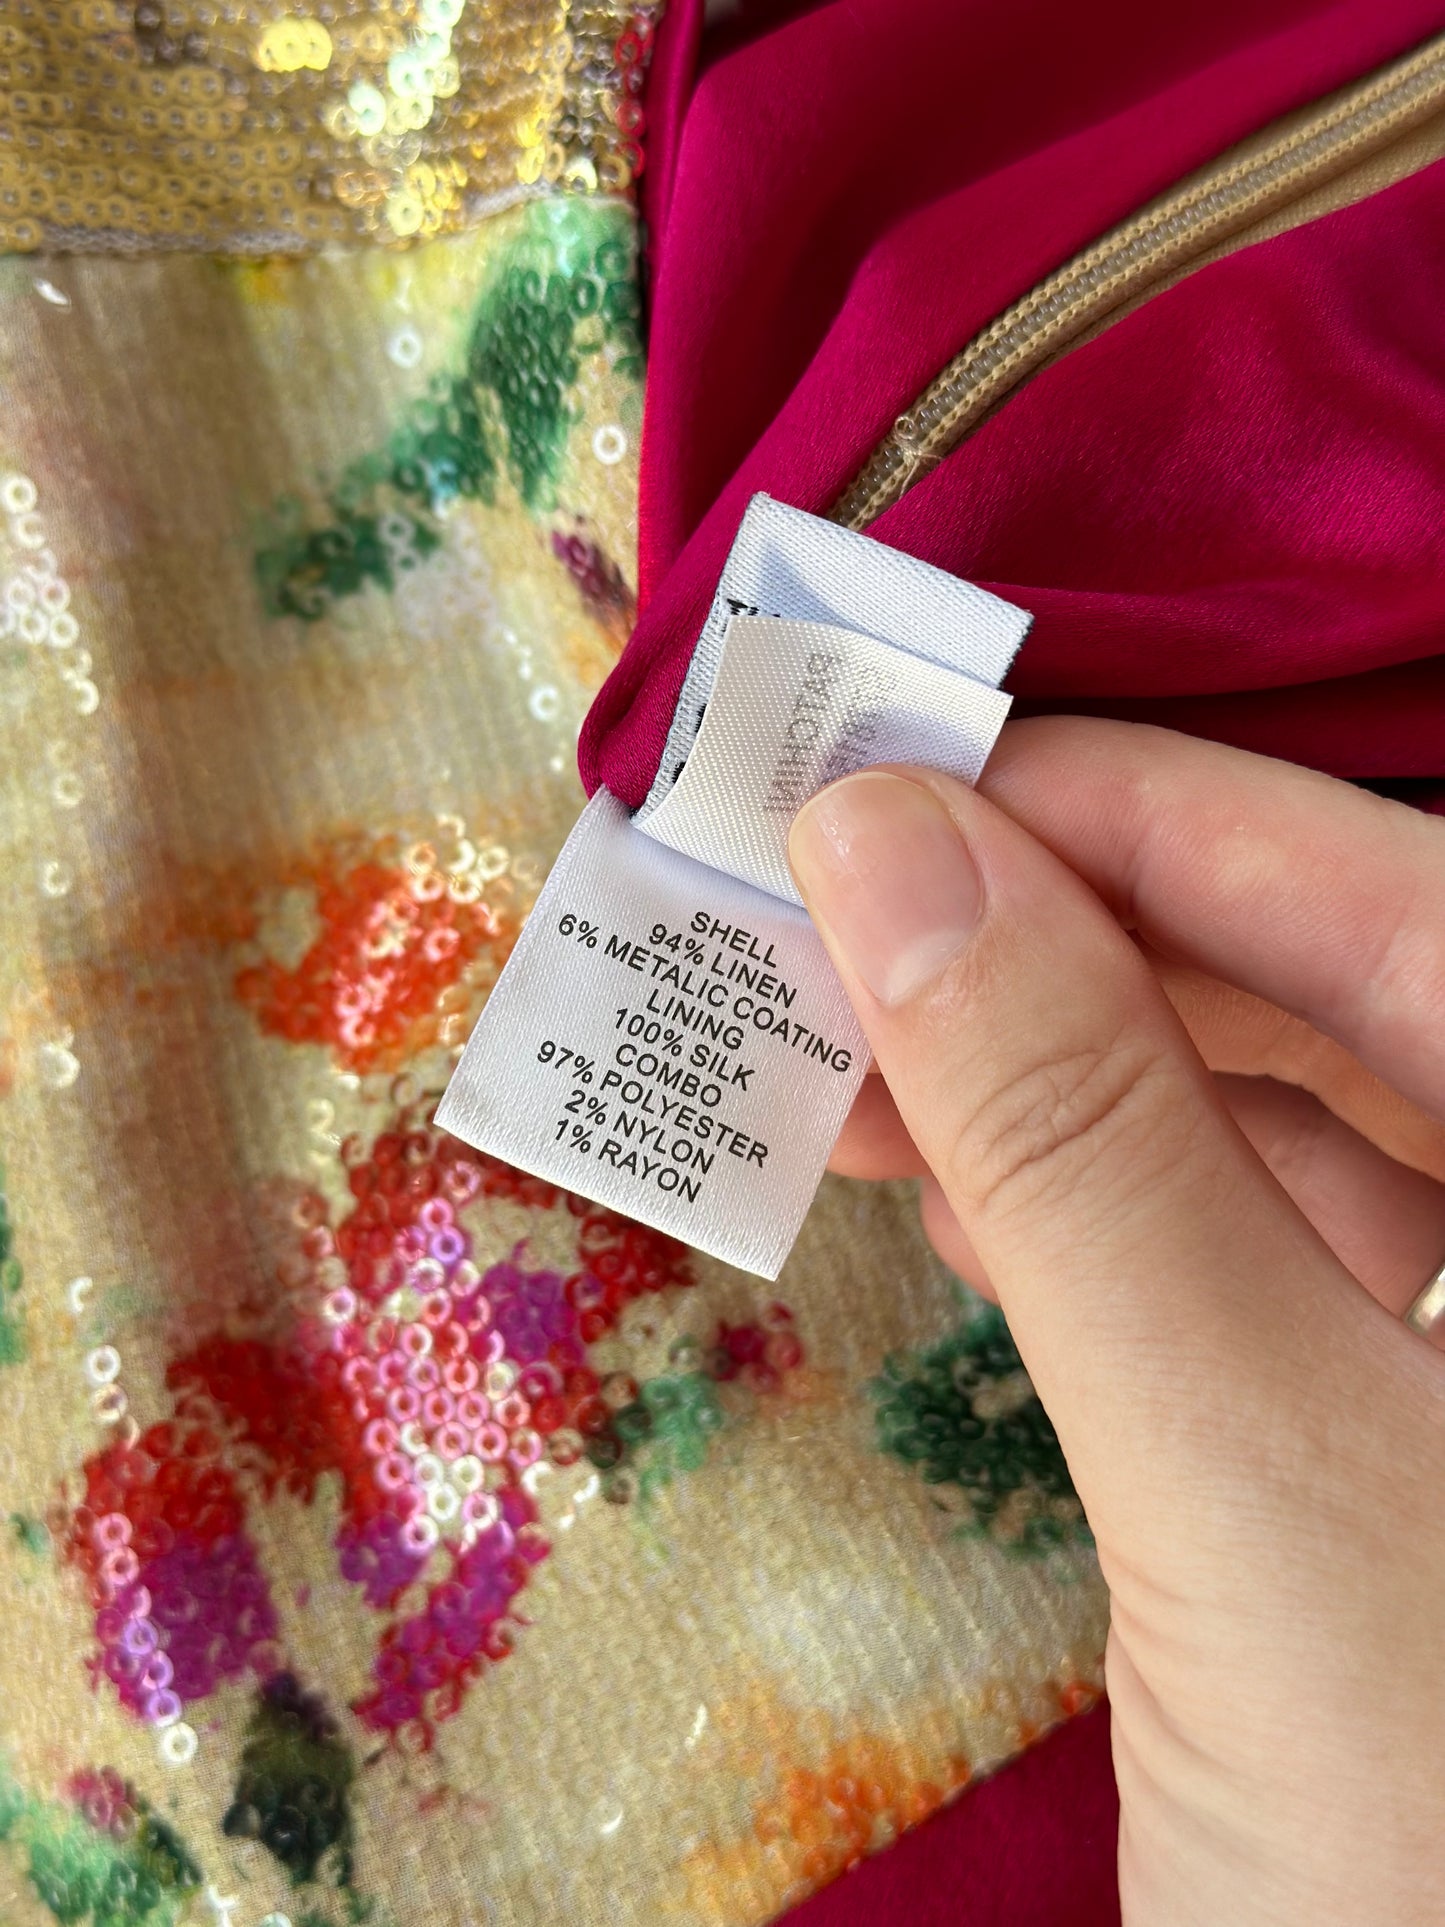 SHELL
94% LINEN
6% METALIC COATING
LINING
100% SILK
COMBO
97% POLYESTER
2% NYLON
1% RAYON